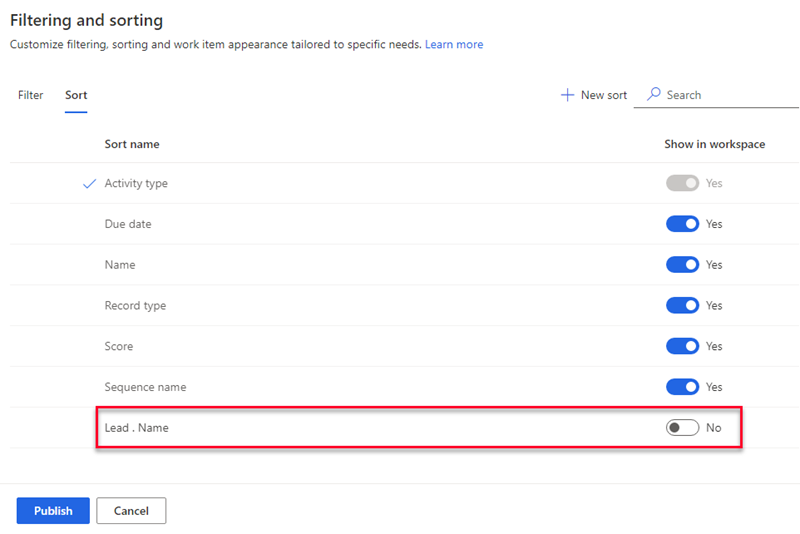 Filtering and sorting
Customize filtering, sorting and work item appearance tailored to specific needs. Learn more
Filter Sort New sort Search
Sort name Show in workspace
Activity type Yes
Due date Yes
Name Yes
Record type Yes
Score Yes
Sequence name Yes
Lead . Name No
Publish Cancel